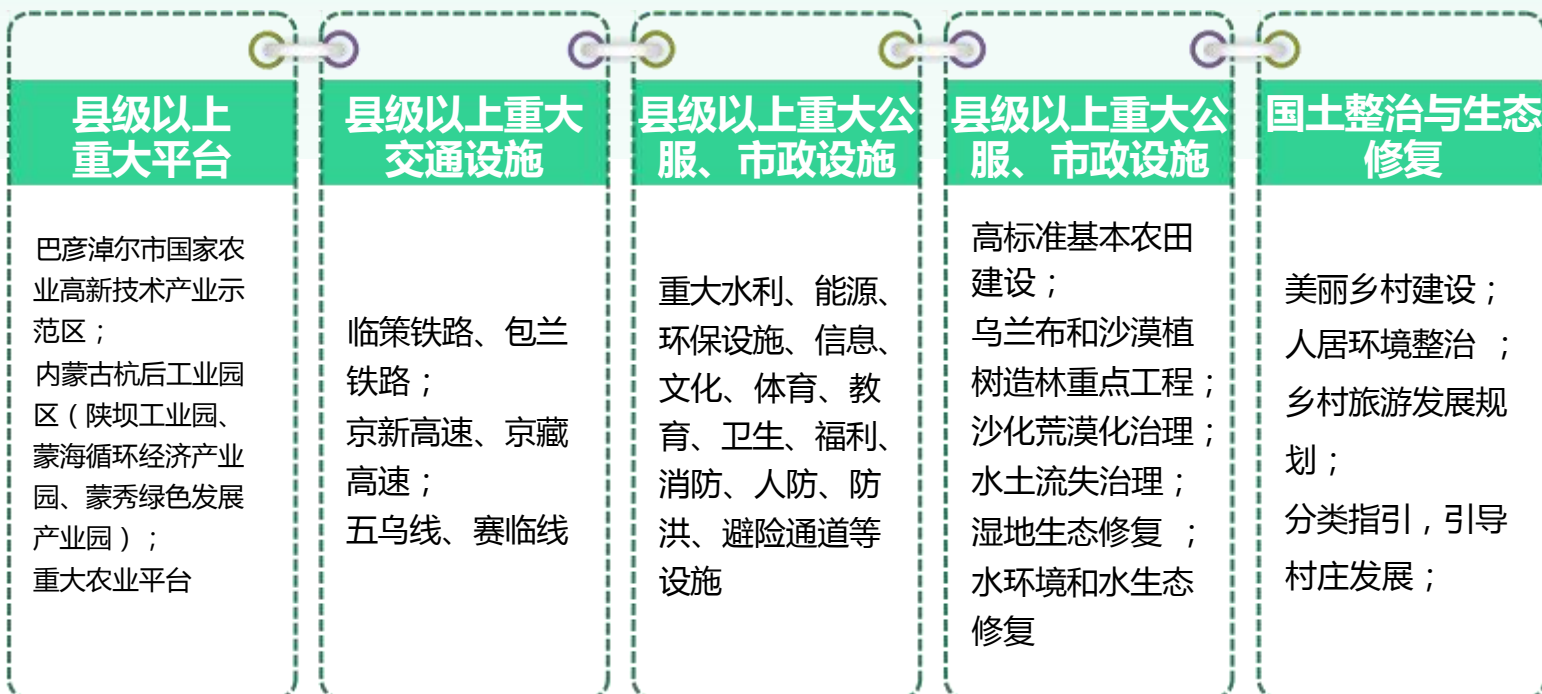 县级以上
重大平台
巴彦淖尔市国家农
业高新技术产业示
范区；
内蒙古杭后工业园
区（陕坝工业园、
蒙海循环经济产业
园、蒙秀绿色发展
产业园）；
重大农业平台
县级以上重大
交通设施
临策铁路、包兰
铁路；
京新高速、京藏
高速；
五乌线、赛临线
县级以上重大公
服、市政设施
重大水利、能源、
环保设施、信息、
文化、体育、教
育、卫生、福利、
消防、人防、防
洪、避险通道等
设施
县级以上重大公
服、市政设施
高标准基本农田
建设；
乌兰布和沙漠植
树造林重点工程；
沙化荒漠化治理；
水土流失治理；
湿地生态修复 ；
水环境和水生态
修复
国土整治与生态
修复
美丽乡村建设；
人居环境整治 ；
乡村旅游发展规
划；
分类指引，引导
村庄发展；